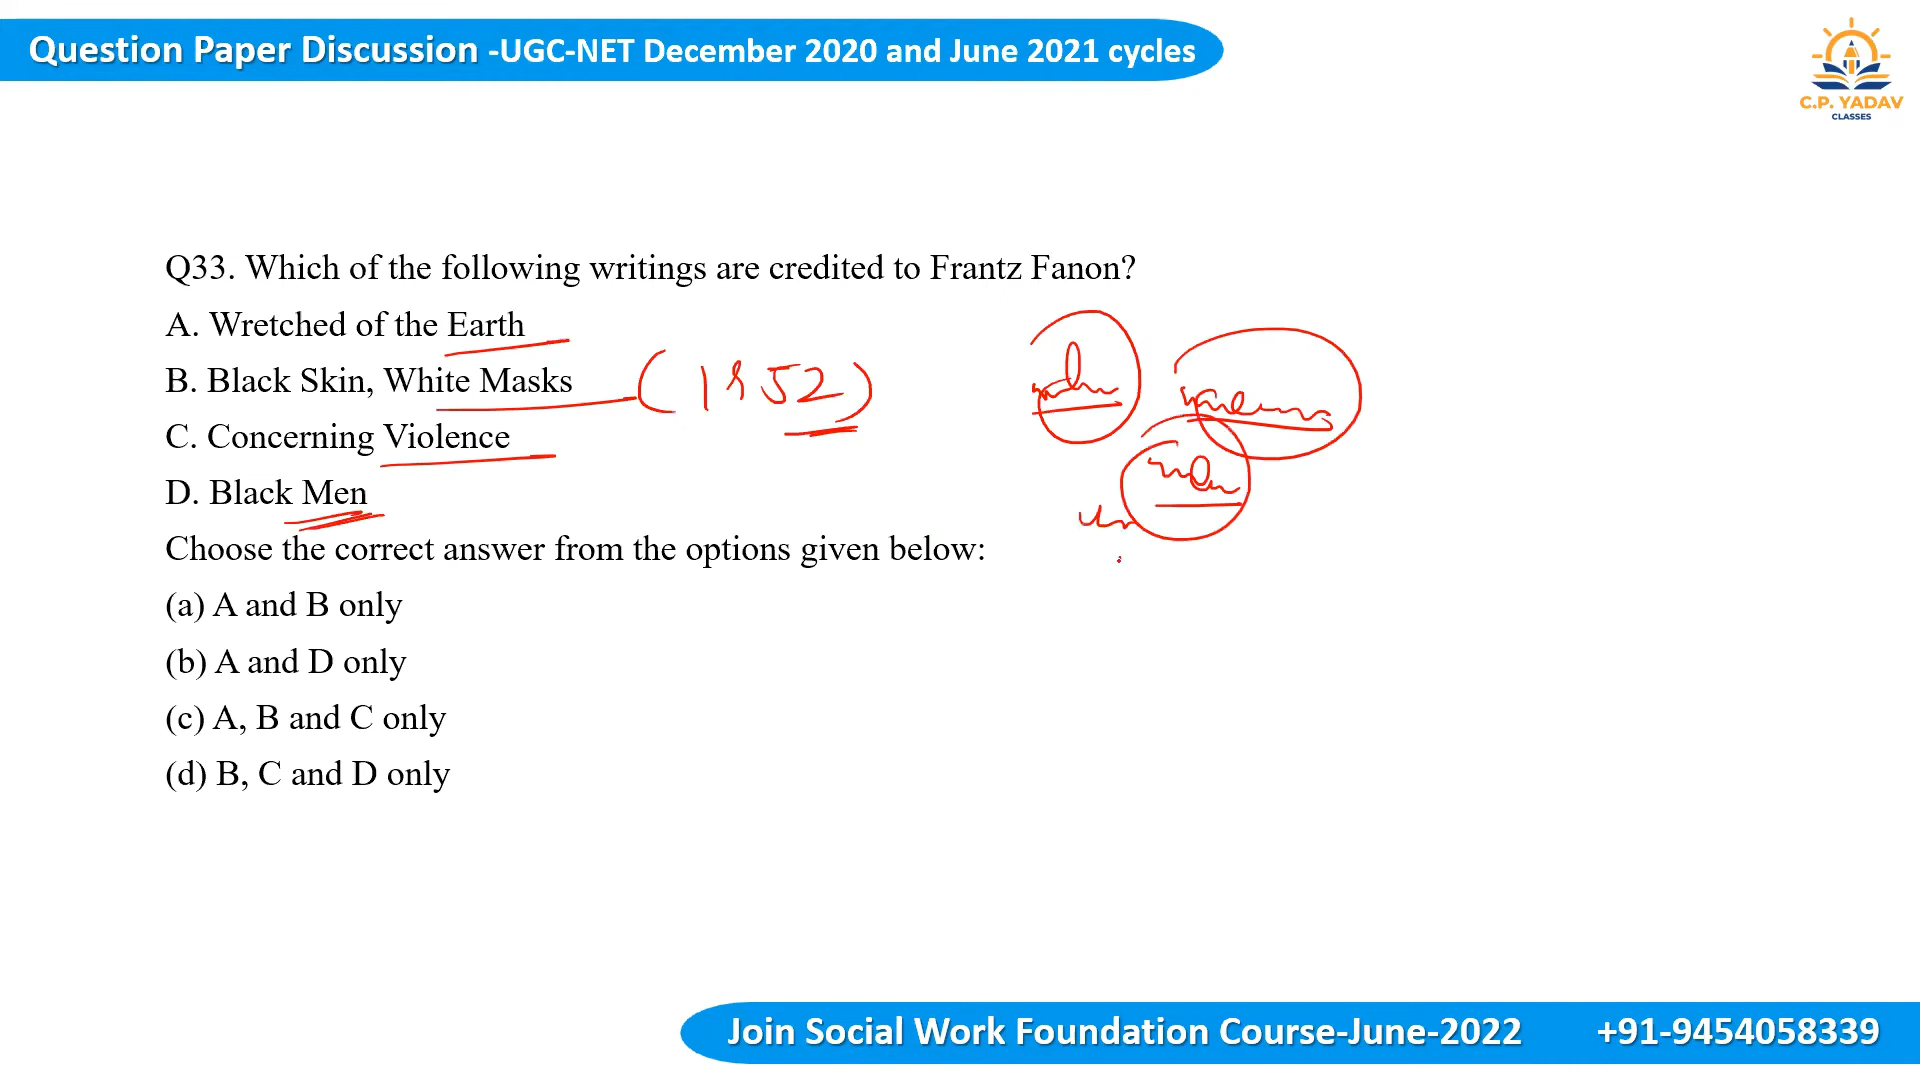 Question Paper Discussion -UGC-NET December 2020 and June 2021 cycles
C.P. YADAV
CLASSES
Q33. Which of the following writings are credited to Frantz Fanon?
A. Wretched of the Earth
B. Black Skin, White Masks (1952)
C. Concerning Violence
D. Black Men
Choose the correct answer from the options given below:
(a) A and B only
(b) A and D only
(c) A, B and C only
(d) B, C and D only
Join Social Work Foundation Course-June-2022 +91-9454058339